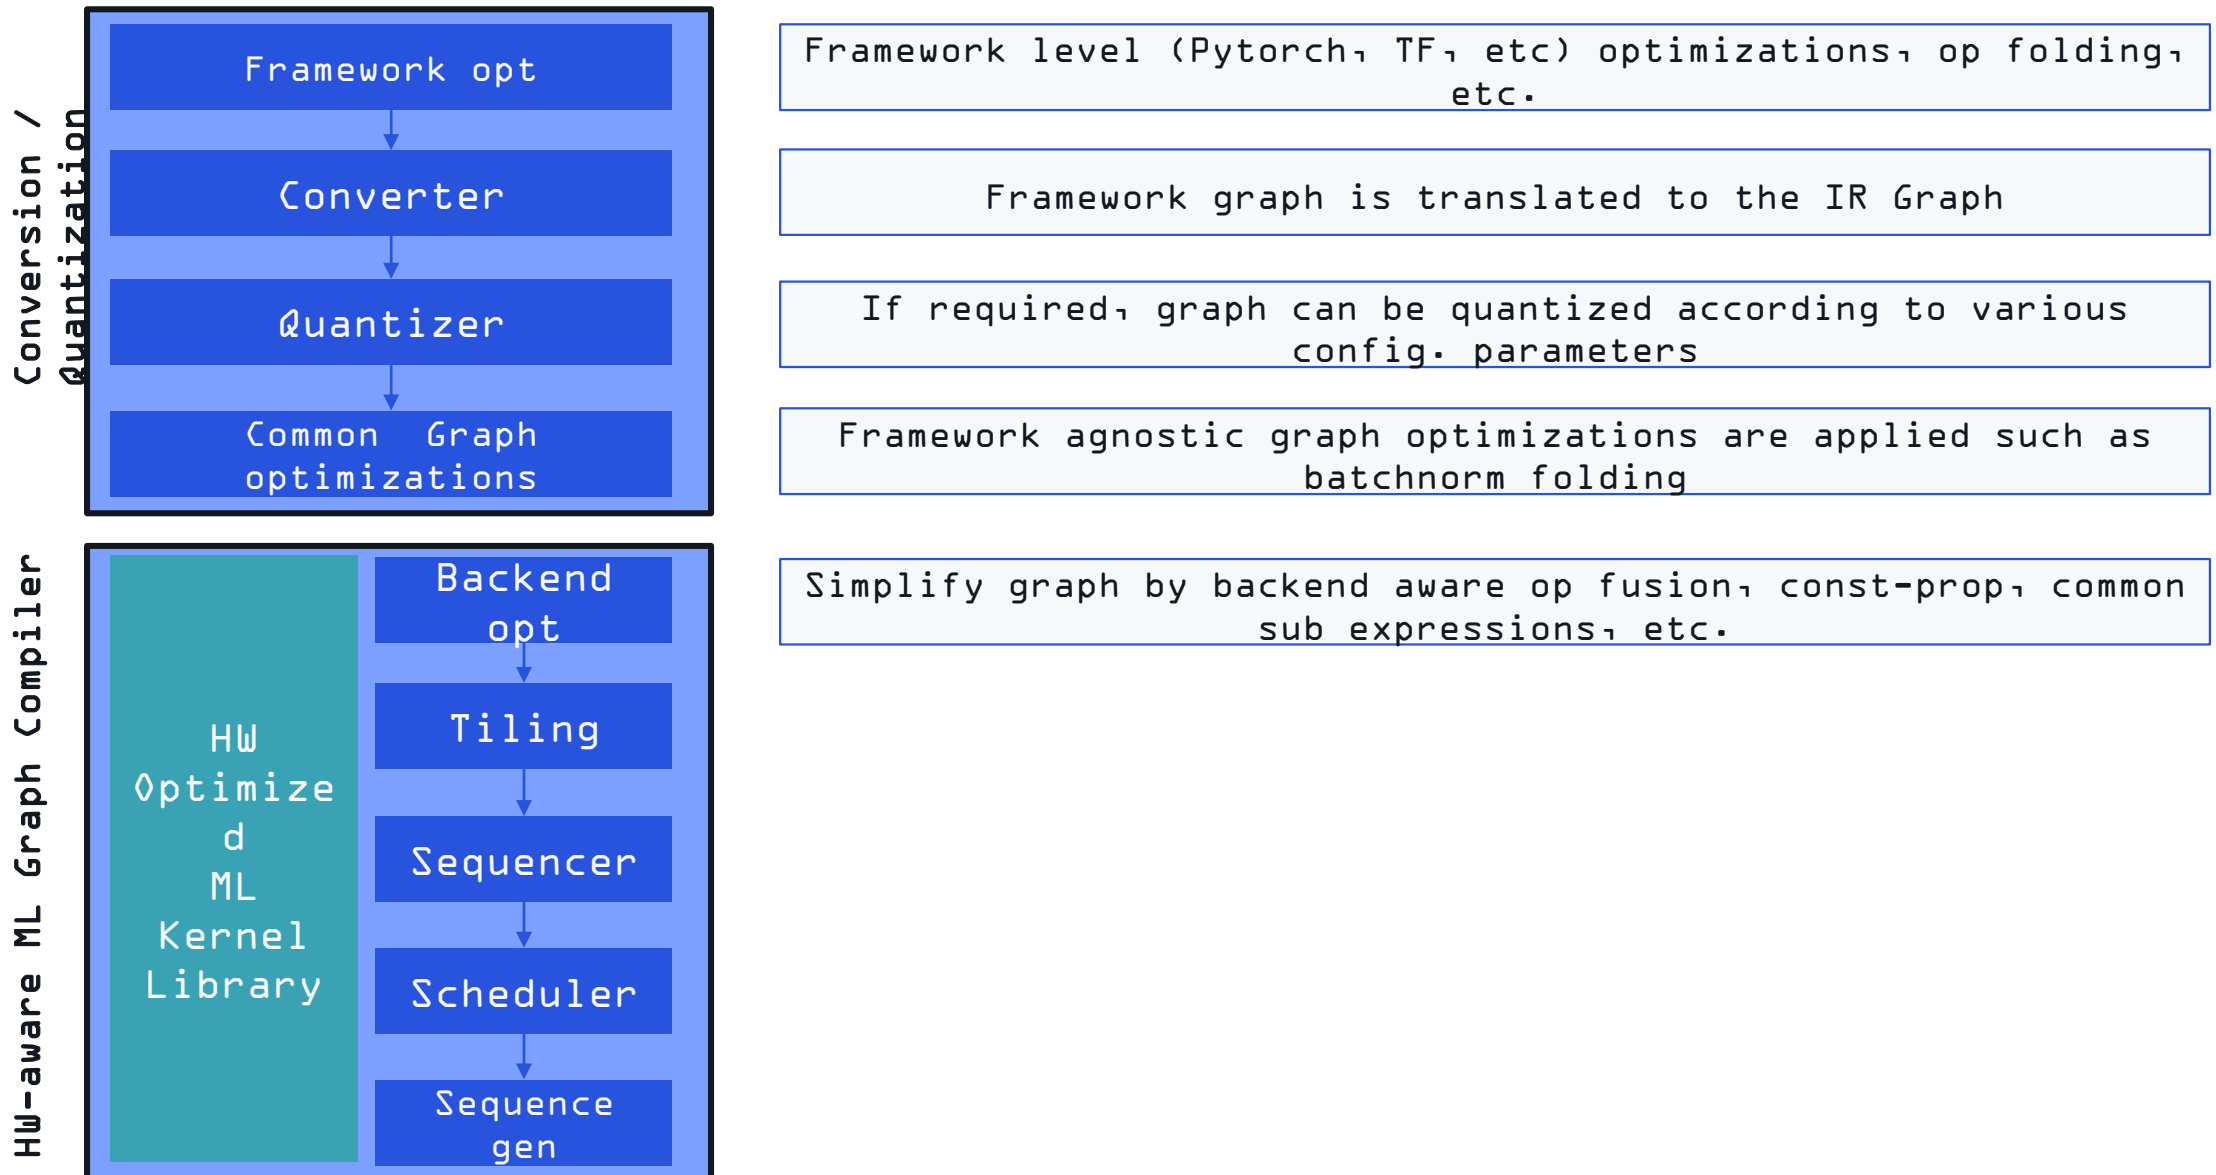 Conversion /
Quantization
Framework opt
Framework level (Pytorch, TF, etc) optimizations, op folding,
etc.
Converter
Framework graph is translated to the IR Graph
Quantizer
If required, graph can be quantized according to various
config. parameters
Common Graph
optimizations
Framework agnostic graph optimizations are applied such as
batchnorm folding
HW-aware ML Graph Compiler
HW
Optimize
d
ML
Kernel
Library
Backend
opt
Simplify graph by backend aware op fusion, const-prop, common
sub expressions, etc.
Tiling
Sequencer
Scheduler
Sequence
gen